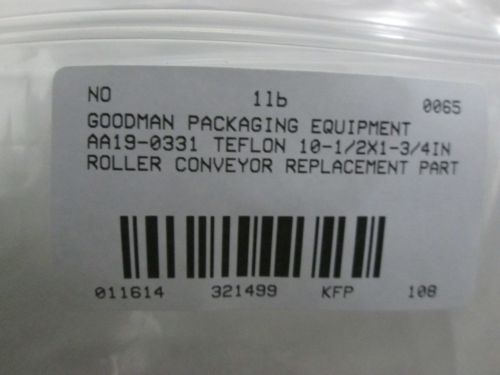 NO 1lb 0065
GOODMAN PACKAGING EQUIPMENT
AA19-0331 TEFLON 10-1/2X1-3/4IN
ROLLER CONVEYOR REPLACEMENT PART
011614 321499 KFP 108